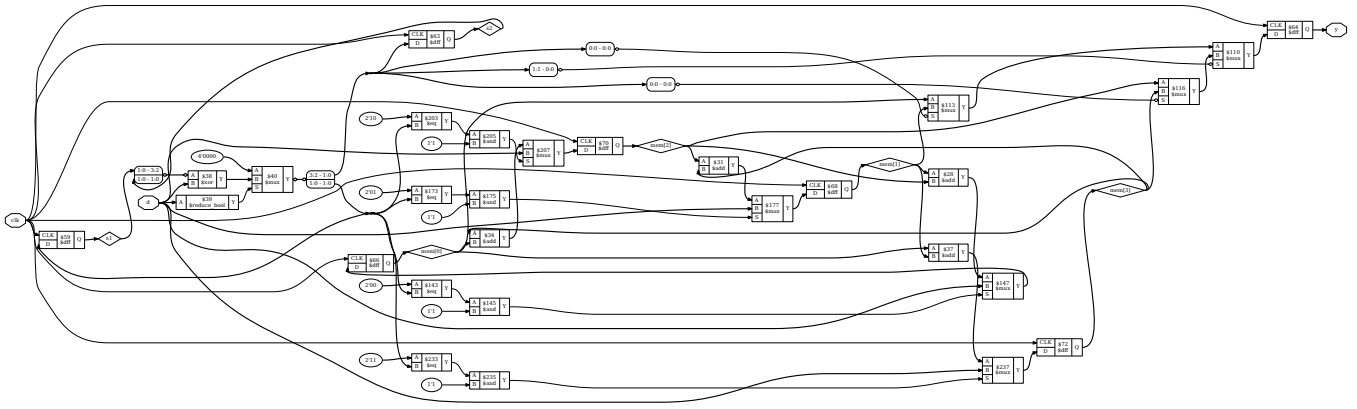 CLK
D
$63
$dff
Q
s2
CLK
D
$64
$dff
Q
y
0:0 - 0:0
A
B
S
$110
$mux
Y
1:1 - 0:0
0:0 - 0:0
A
B
S
$116
$mux
Y
A
B
S
$113
$mux
Y
2'10
A
B
$203
$eq
Y
1'1
A
B
$205
$and
Y
A
B
S
$207
$mux
Y
CLK
D
$70
$dff
Q
mem[2]
4'0000
1:0 - 3:2
1:0 - 1:0
A
B
$38
$xor
Y
A
B
S
$40
$mux
Y
3:2 - 1:0
1:0 - 1:0
A
$39
$reduce_bool
Y
d
A
B
$31
$add
Y
mem[1]
A
B
$28
$add
Y
CLK
D
$68
$dff
Q
mem[3]
2'01
A
B
$173
$eq
Y
1'1
A
B
$175
$and
Y
A
B
S
$177
$mux
Y
clk
CLK
D
$59
$dff
Q
s1
A
B
$34
$add
Y
mem[0]
CLK
D
$66
$dff
Q
A
B
$37
$add
Y
2'00
A
B
$143
$eq
Y
1'1
A
B
$145
$and
Y
A
B
S
$147
$mux
Y
CLK
D
$72
$dff
Q
2'11
A
B
$233
$eq
Y
1'1
A
B
$235
$and
Y
A
B
S
$237
$mux
Y